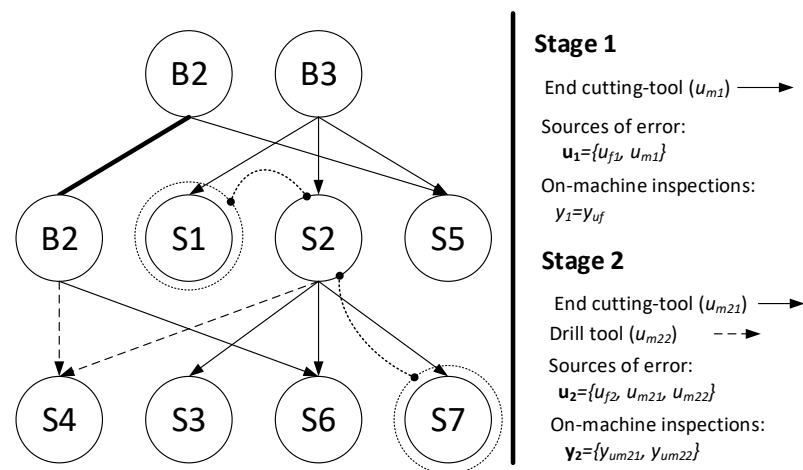 B2 B3
B2 S1 S2 S5
S4 S3 S6 S7
Stage 1
End cutting-tool (um1)
Sources of error:
u1={uf1, um1}
On-machine inspections:
y1=yuf
Stage 2
End cutting-tool (um21)
Drill tool (um22)
Sources of error:
u2={uf2, um21, um22}
On-machine inspections:
y2={yum21, yum22}